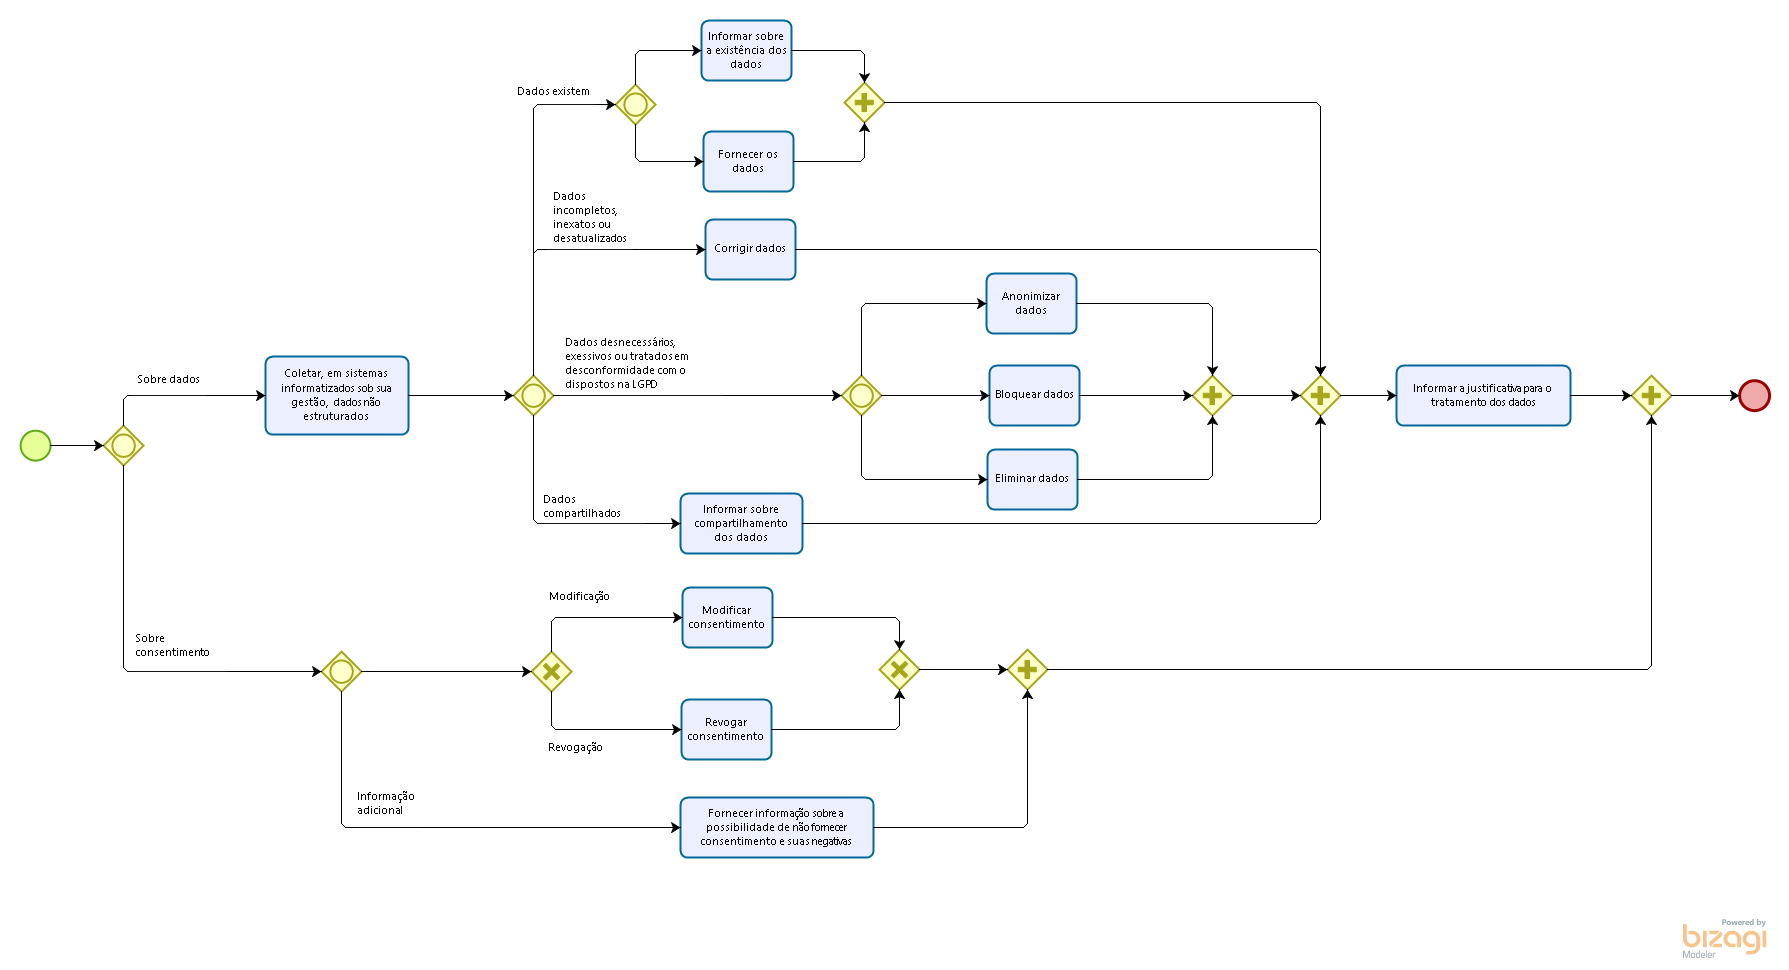 Informar sobre
a existência dos
dados
Dados existem
Fornecer os
dados
Dados
incompletos,
inexatos ou
desatualizados
Corrigir dados
Anonimizar
dados
Dados desnecessários,
exessivos ou tratados em
desconformidade com o
dispostos na LGPD
Sobre dados
Coletar, em sistemas
informatizados sob sua
gestão, dados não
estruturados
Bloquear dados
Informar a justificativa para o
tratamento dos dados
Eliminar dados
Dados
compartilhados
Informar sobre
compartilhamento
dos dados
Modificação
Modificar
consentimento
Sobre
consentimento
Revogar
consentimento
Revogação
Informação
adicional
Fornecer informação sobre a
possibilidade de não fornecer
consentimento e suas negativas
Powered by
bizagi
Modeler